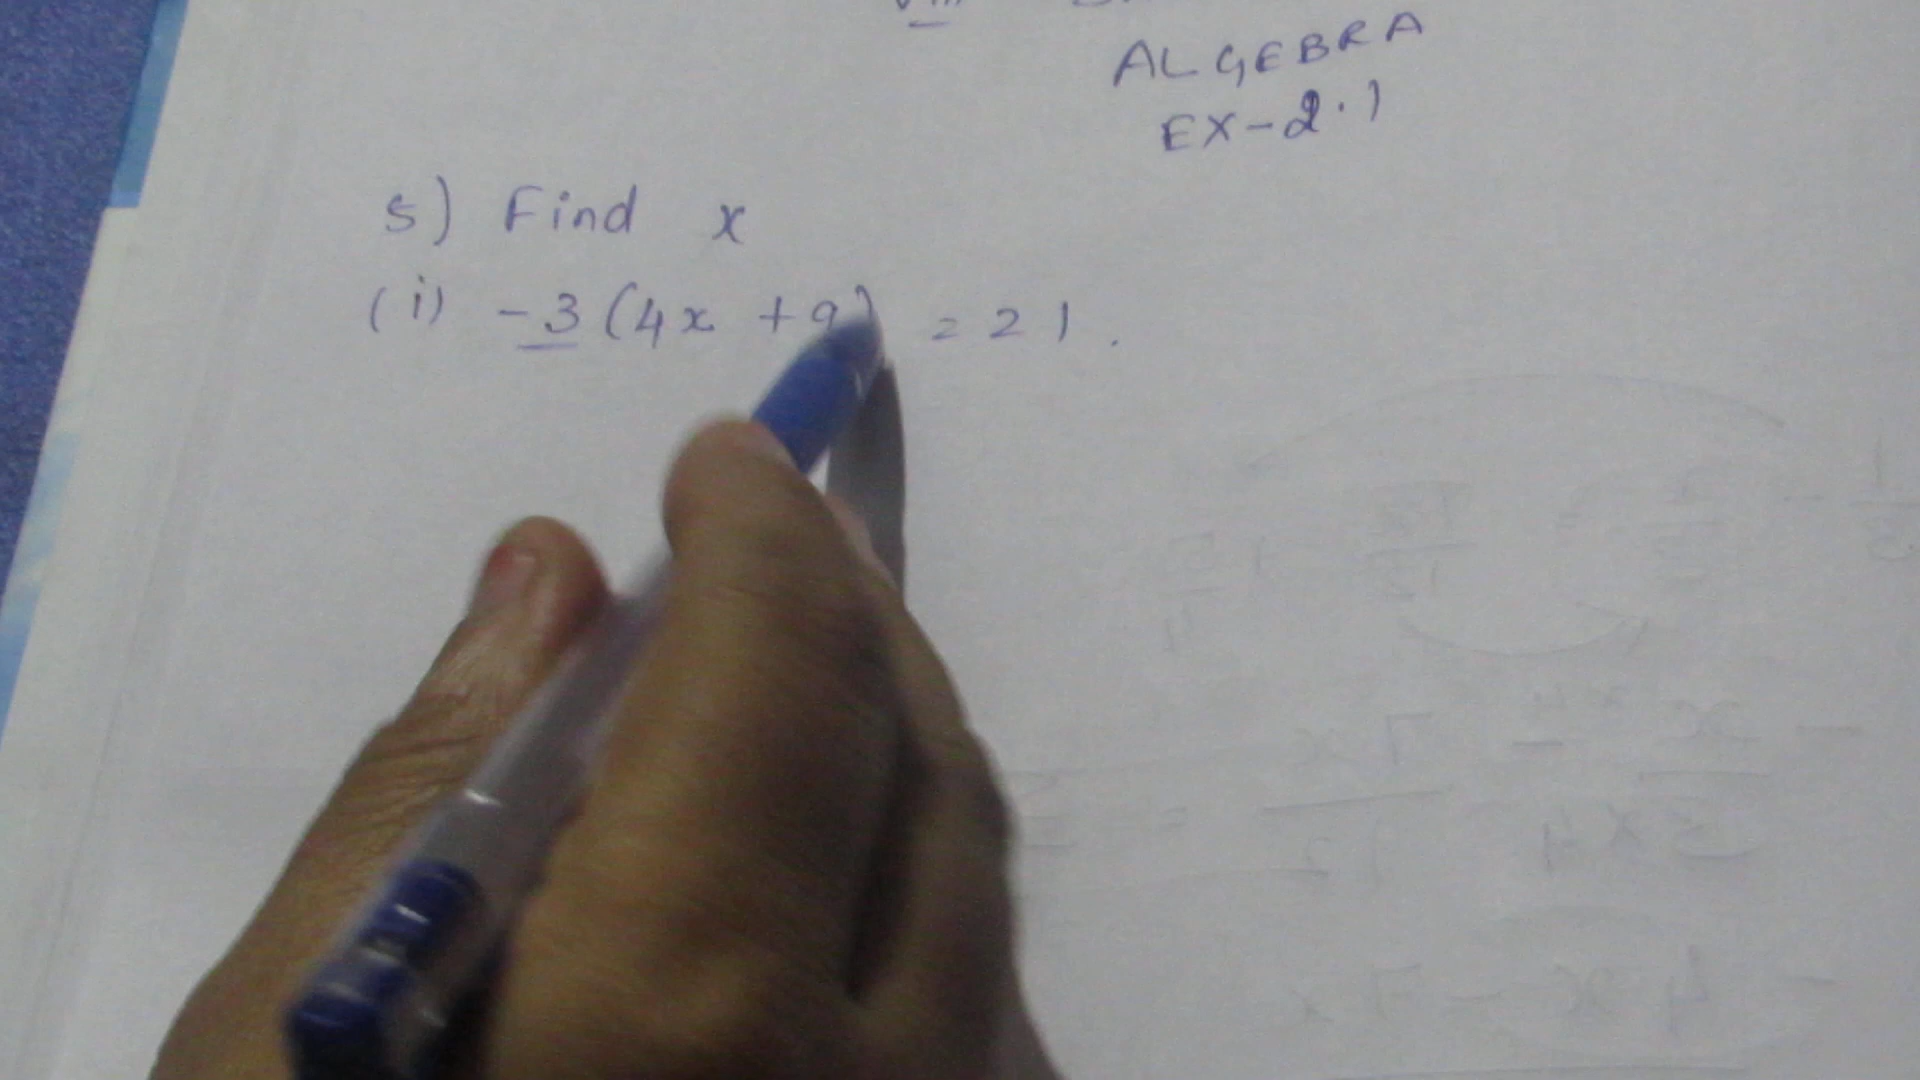 ALGEBRA
EX-2.1
5) Find x
(i) -3(4x +9) = 21.